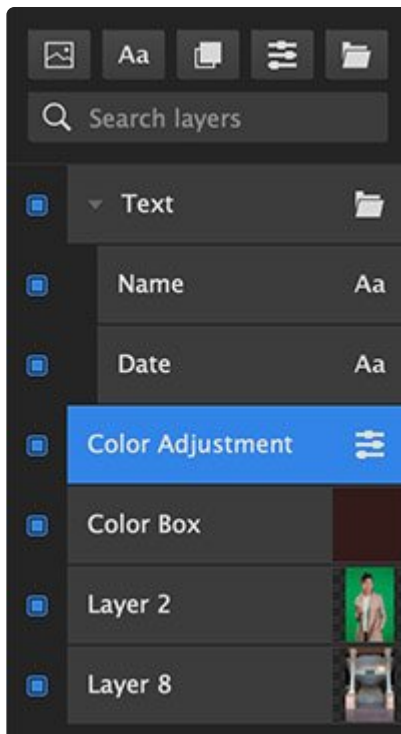 Aa
Search layers
Text
Name Aa
Date Aa
Color Adjustment
Color Box
Layer 2
Layer 8